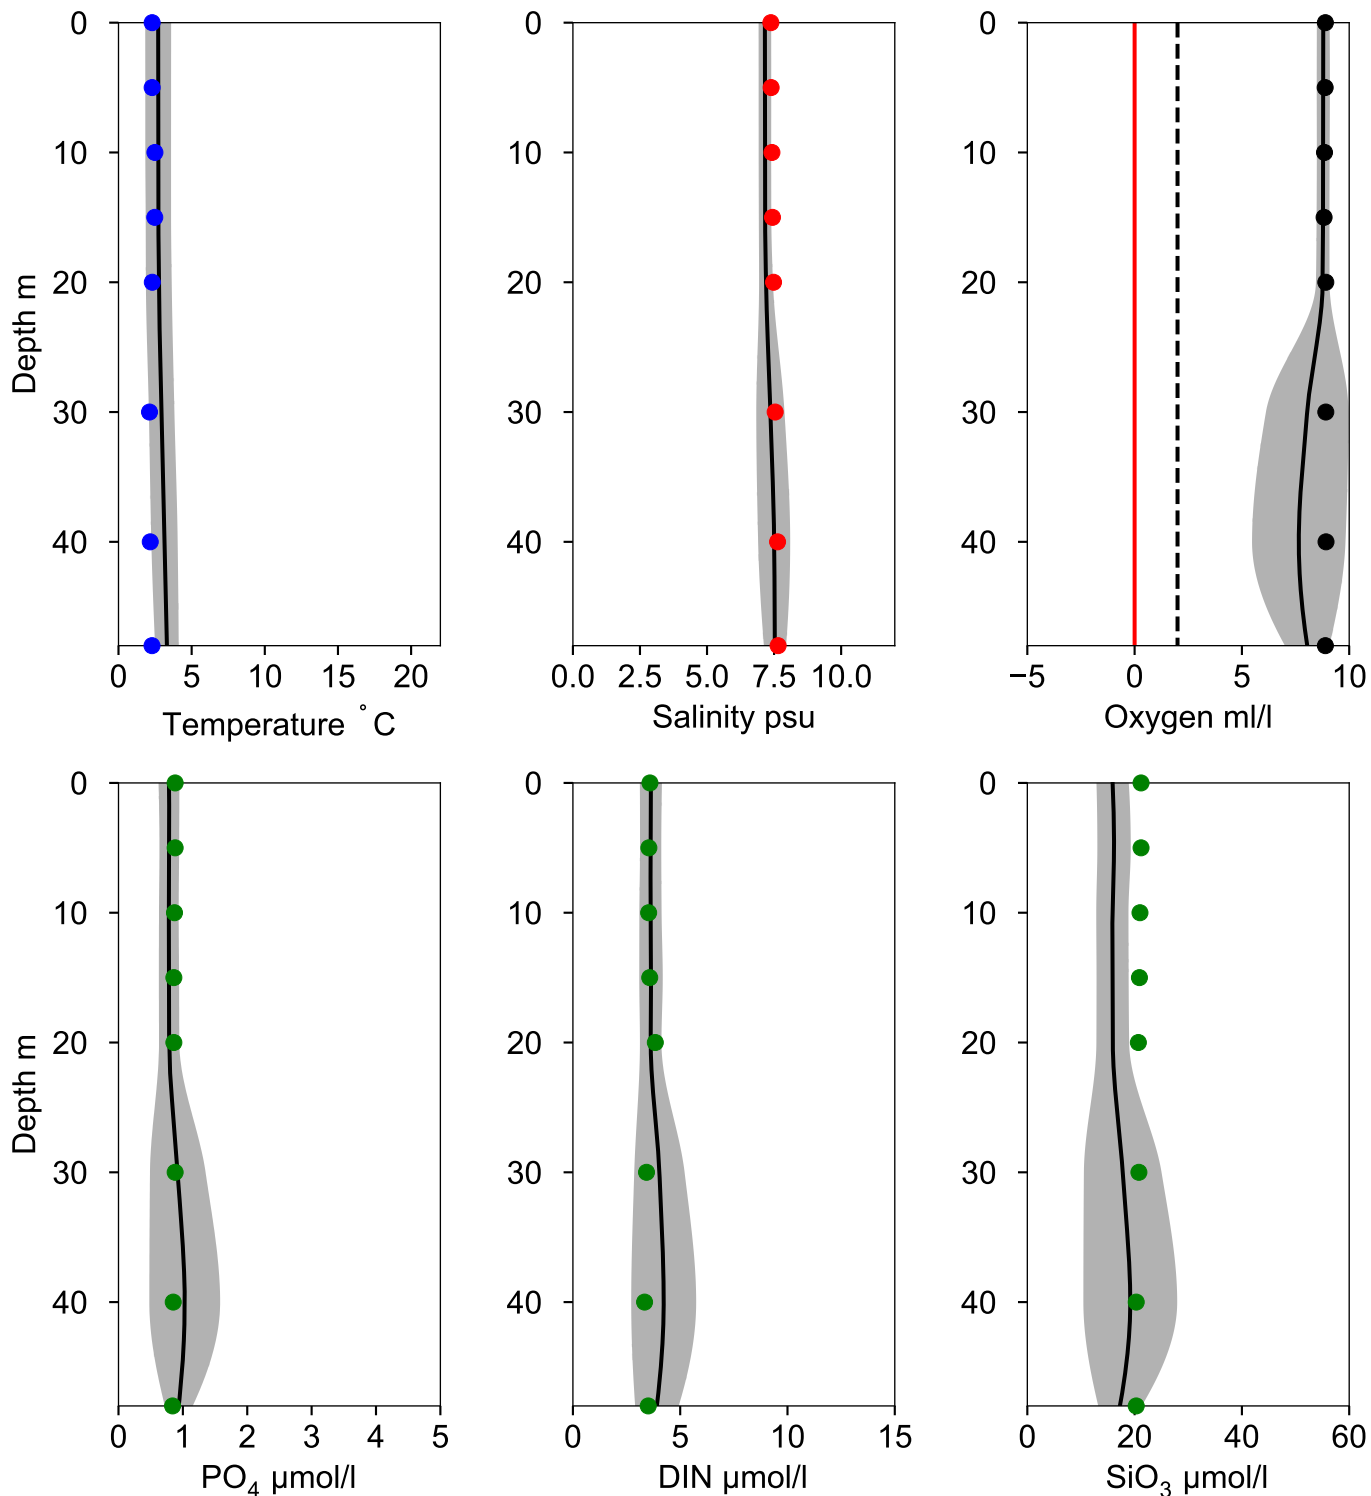 0
10
20
30
40
Depth m
0 5 10 15 20
Temperature °C
0
10
20
30
40
0.0 2.5 5.0 7.5 10.0
Salinity psu
0
10
20
30
40
−5 0 5 10
Oxygen ml/l
0
10
20
30
40
Depth m
0 1 2 3 4 5
PO₄ µmol/l
0
10
20
30
40
0 5 10 15
DIN µmol/l
0
10
20
30
40
0 20 40 60
SiO₃ µmol/l